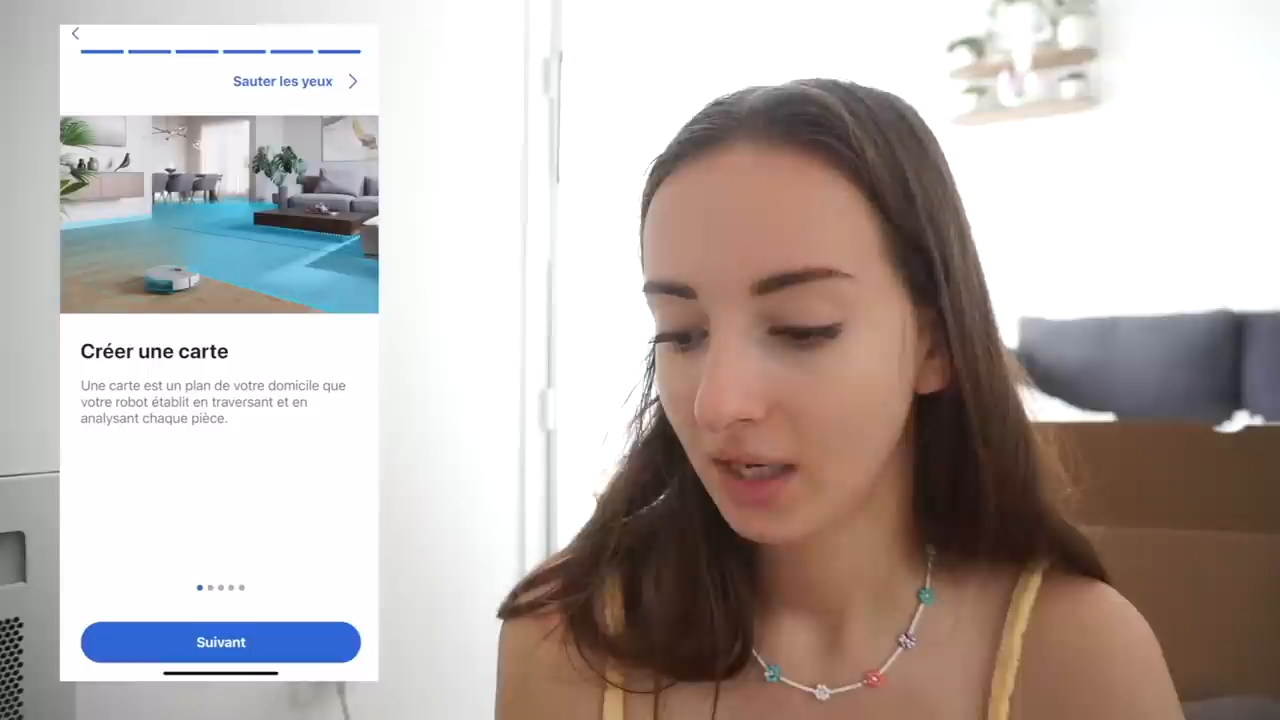 Sauter les yeux
Créer une carte
Une carte est un plan de votre domicile que
votre robot établit en traversant et en
analysant chaque pièce.
Suivant